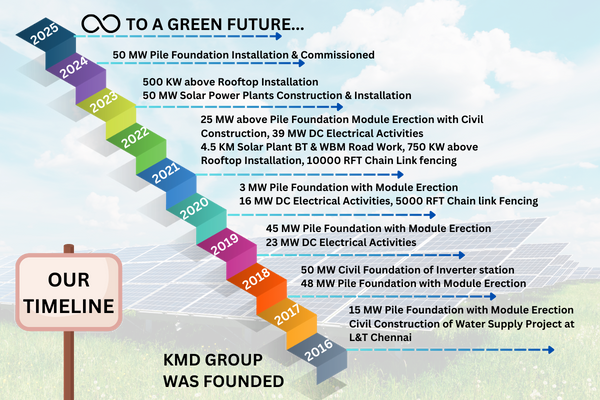 2025
∞ TO A GREEN FUTURE...
2024
50 MW Pile Foundation Installation & Commissioned
2023
500 KW above Rooftop Installation
50 MW Solar Power Plants Construction & Installation
2022
25 MW above Pile Foundation Module Erection with Civil
Construction, 39 MW DC Electrical Activities
4.5 KM Solar Plant BT & WBM Road Work, 750 KW above
Rooftop Installation, 10000 RFT Chain Link fencing
2021
3 MW Pile Foundation with Module Erection
16 MW DC Electrical Activities, 5000 RFT Chain link Fencing
2020
45 MW Pile Foundation with Module Erection
23 MW DC Electrical Activities
2019
50 MW Civil Foundation of Inverter station
48 MW Pile Foundation with Module Erection
2018
15 MW Pile Foundation with Module Erection
Civil Construction of Water Supply Project at
L&T Chennai
2017
2016
OUR
TIMELINE
KMD GROUP
WAS FOUNDED